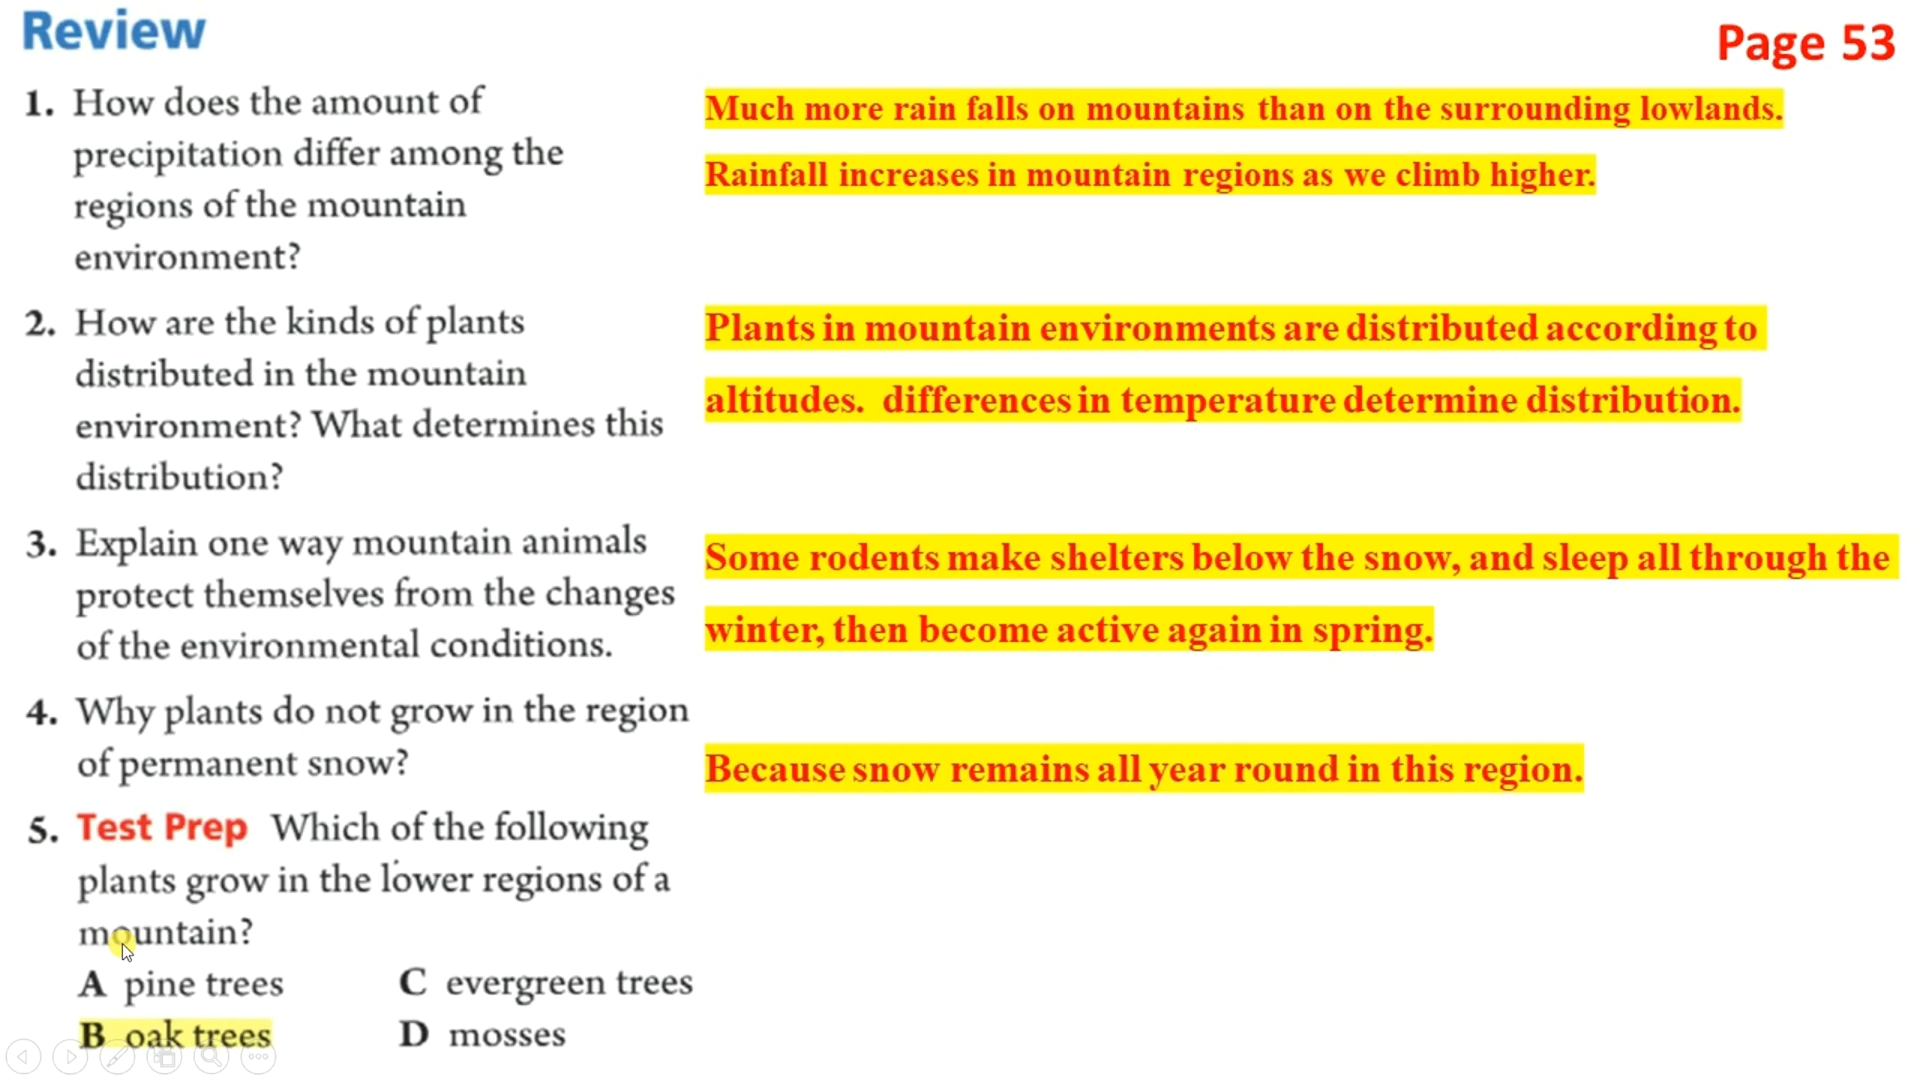 Review
Page 53
1. How does the amount of
precipitation differ among the
regions of the mountain
environment?
Much more rain falls on mountains than on the surrounding lowlands.
Rainfall increases in mountain regions as we climb higher.
2. How are the kinds of plants
distributed in the mountain
environment? What determines this
distribution?
Plants in mountain environments are distributed according to
altitudes. differences in temperature determine distribution.
3. Explain one way mountain animals
protect themselves from the changes
of the environmental conditions.
Some rodents make shelters below the snow, and sleep all through the
winter, then become active again in spring.
4. Why plants do not grow in the region
of permanent snow?
Because snow remains all year round in this region.
5. Test Prep Which of the following
plants grow in the lower regions of a
mountain?
A pine trees
C evergreen trees
B oak trees
D mosses